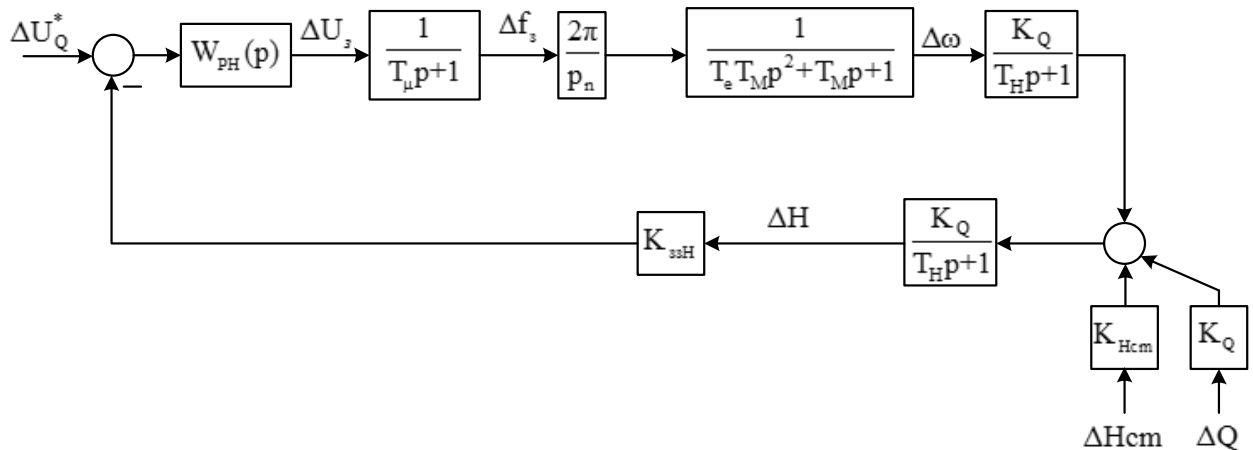 ΔU*Q
WPH(p)
ΔUз
1
Tμp+1
Δfs
2π
pn
1
TeTMp²+TMp+1
Δω
KQ
THp+1
KssH
ΔH
KQ
THp+1
KHcm
KQ
ΔHcm
ΔQ